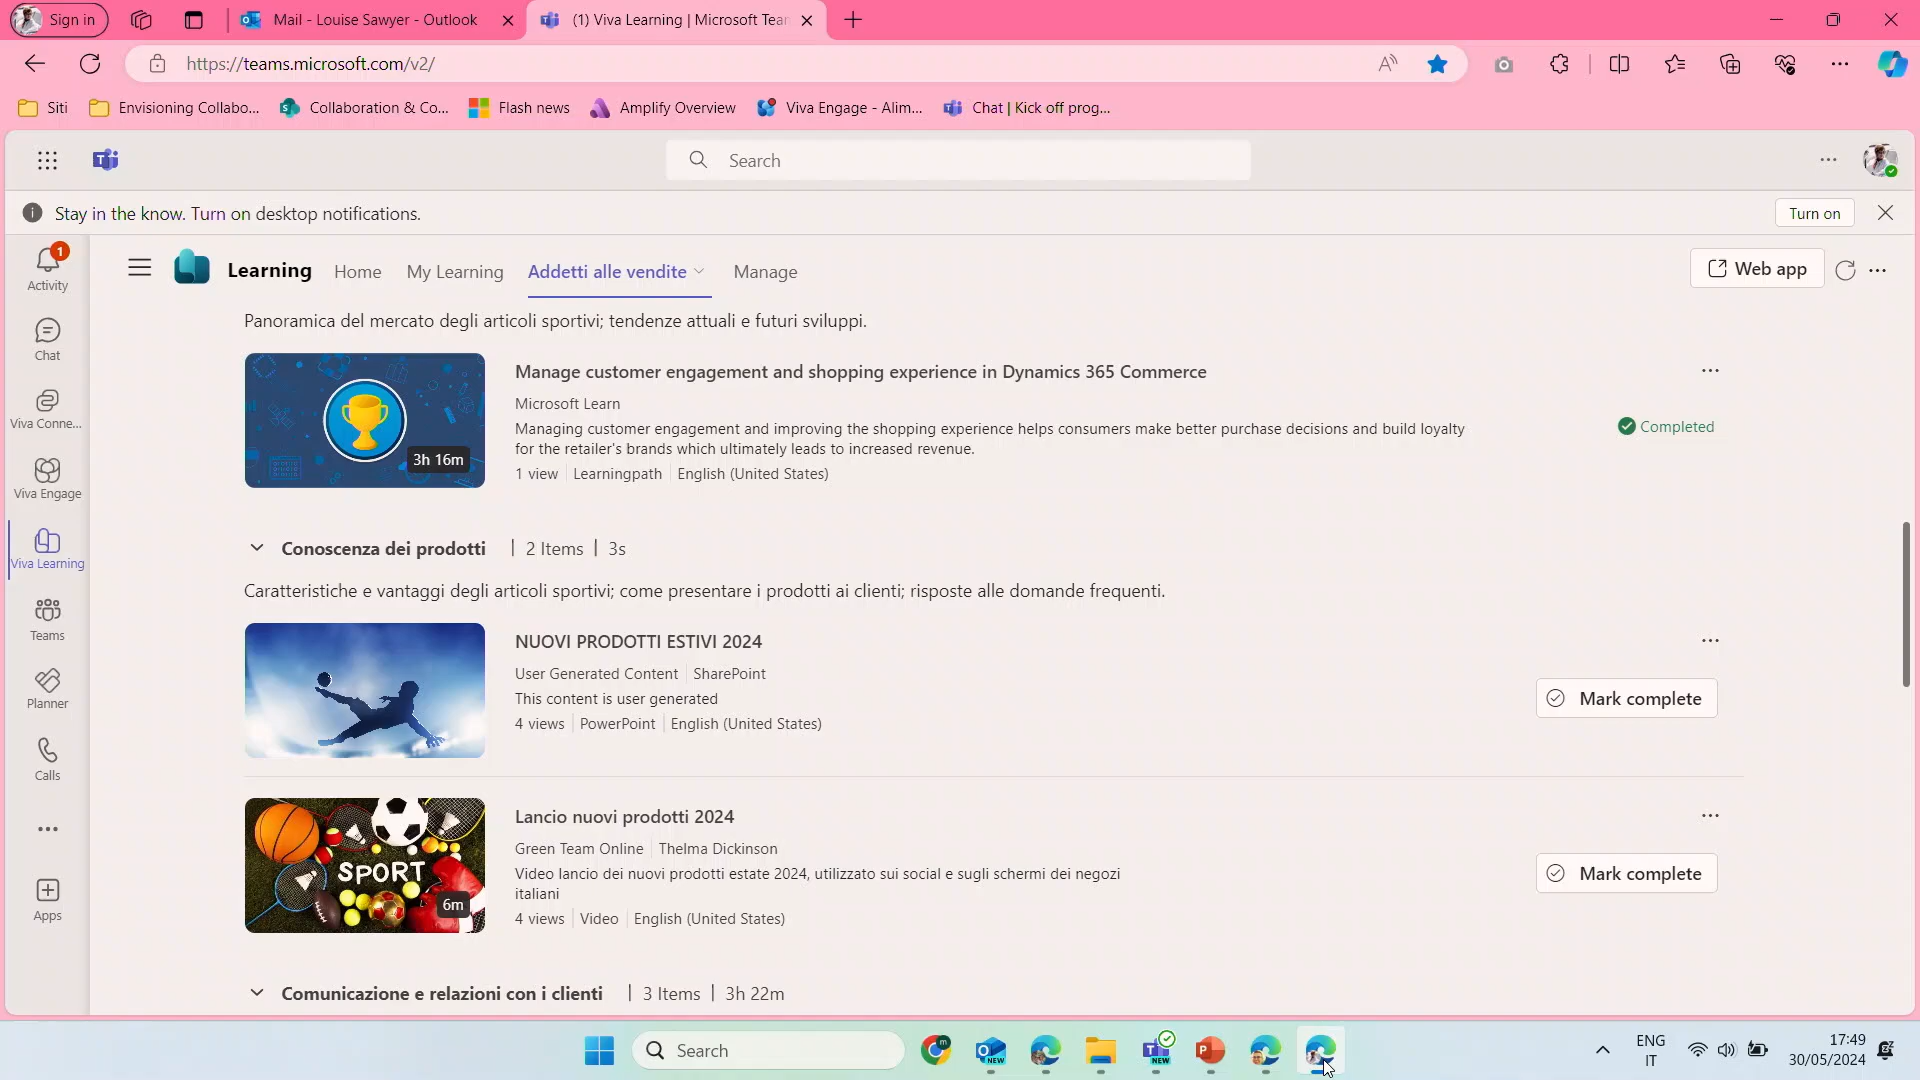 Sign in
Mail - Louise Sawyer - Outlook
(1) Viva Learning | Microsoft Tea
https://teams.microsoft.com/v2/
Siti
Envisioning Collabo...
Collaboration & Co...
Flash news
Amplify Overview
Viva Engage - Alim...
Chat | Kick off prog...
Search
Stay in the know. Turn on desktop notifications.
Turn on
1
Activity
Chat
Viva Conne...
Viva Engage
Viva Learning
Teams
Planner
Calls
Apps
Learning
Home
My Learning
Addetti alle vendite
Manage
Web app
Panoramica del mercato degli articoli sportivi; tendenze attuali e futuri sviluppi.
3h 16m
Manage customer engagement and shopping experience in Dynamics 365 Commerce
Microsoft Learn
Managing customer engagement and improving the shopping experience helps consumers make better purchase decisions and build loyalty
for the retailer's brands which ultimately leads to increased revenue.
1 view | Learningpath | English (United States)
Completed
Conoscenza dei prodotti | 2 Items | 3s
Caratteristiche e vantaggi degli articoli sportivi; come presentare i prodotti ai clienti; risposte alle domande frequenti.
NUOVI PRODOTTI ESTIVI 2024
User Generated Content | SharePoint
This content is user generated
4 views | PowerPoint | English (United States)
Mark complete
SPORT
6m
Lancio nuovi prodotti 2024
Green Team Online | Thelma Dickinson
Video lancio dei nuovi prodotti estate 2024, utilizzato sui social e sugli schermi dei negozi
italiani
4 views | Video | English (United States)
Mark complete
Comunicazione e relazioni con i clienti | 3 Items | 3h 22m
Search
NEW
NEW
ENG
IT
17:49
30/05/2024